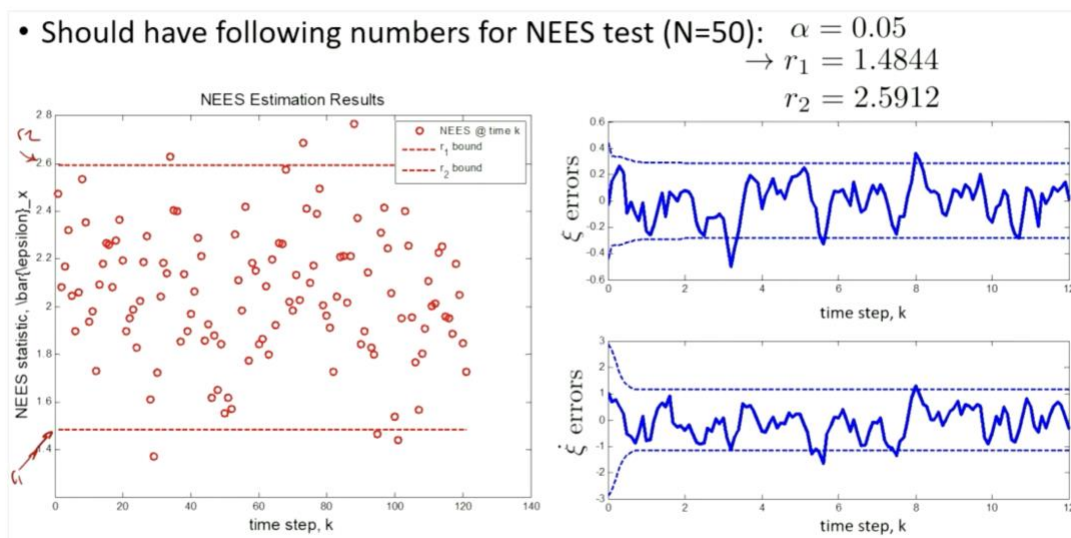 • Should have following numbers for NEES test (N=50): α = 0.05
→ r₁ = 1.4844
r₂ = 2.5912
NEES Estimation Results
NEES statistic, \bar{\epsilon}_x
2.8
2.6
2.4
2.2
2
1.8
1.6
1.4
0 20 40 60 80 100 120 140
time step, k
NEES @ time k
r₁ bound
r₂ bound
r2
r1
ξ errors
0.6
0.4
0.2
0
-0.2
-0.4
-0.6
0 2 4 6 8 10 12
time step, k
ξ̇ errors
3
2
1
0
-1
-2
-3
0 2 4 6 8 10 12
time step, k